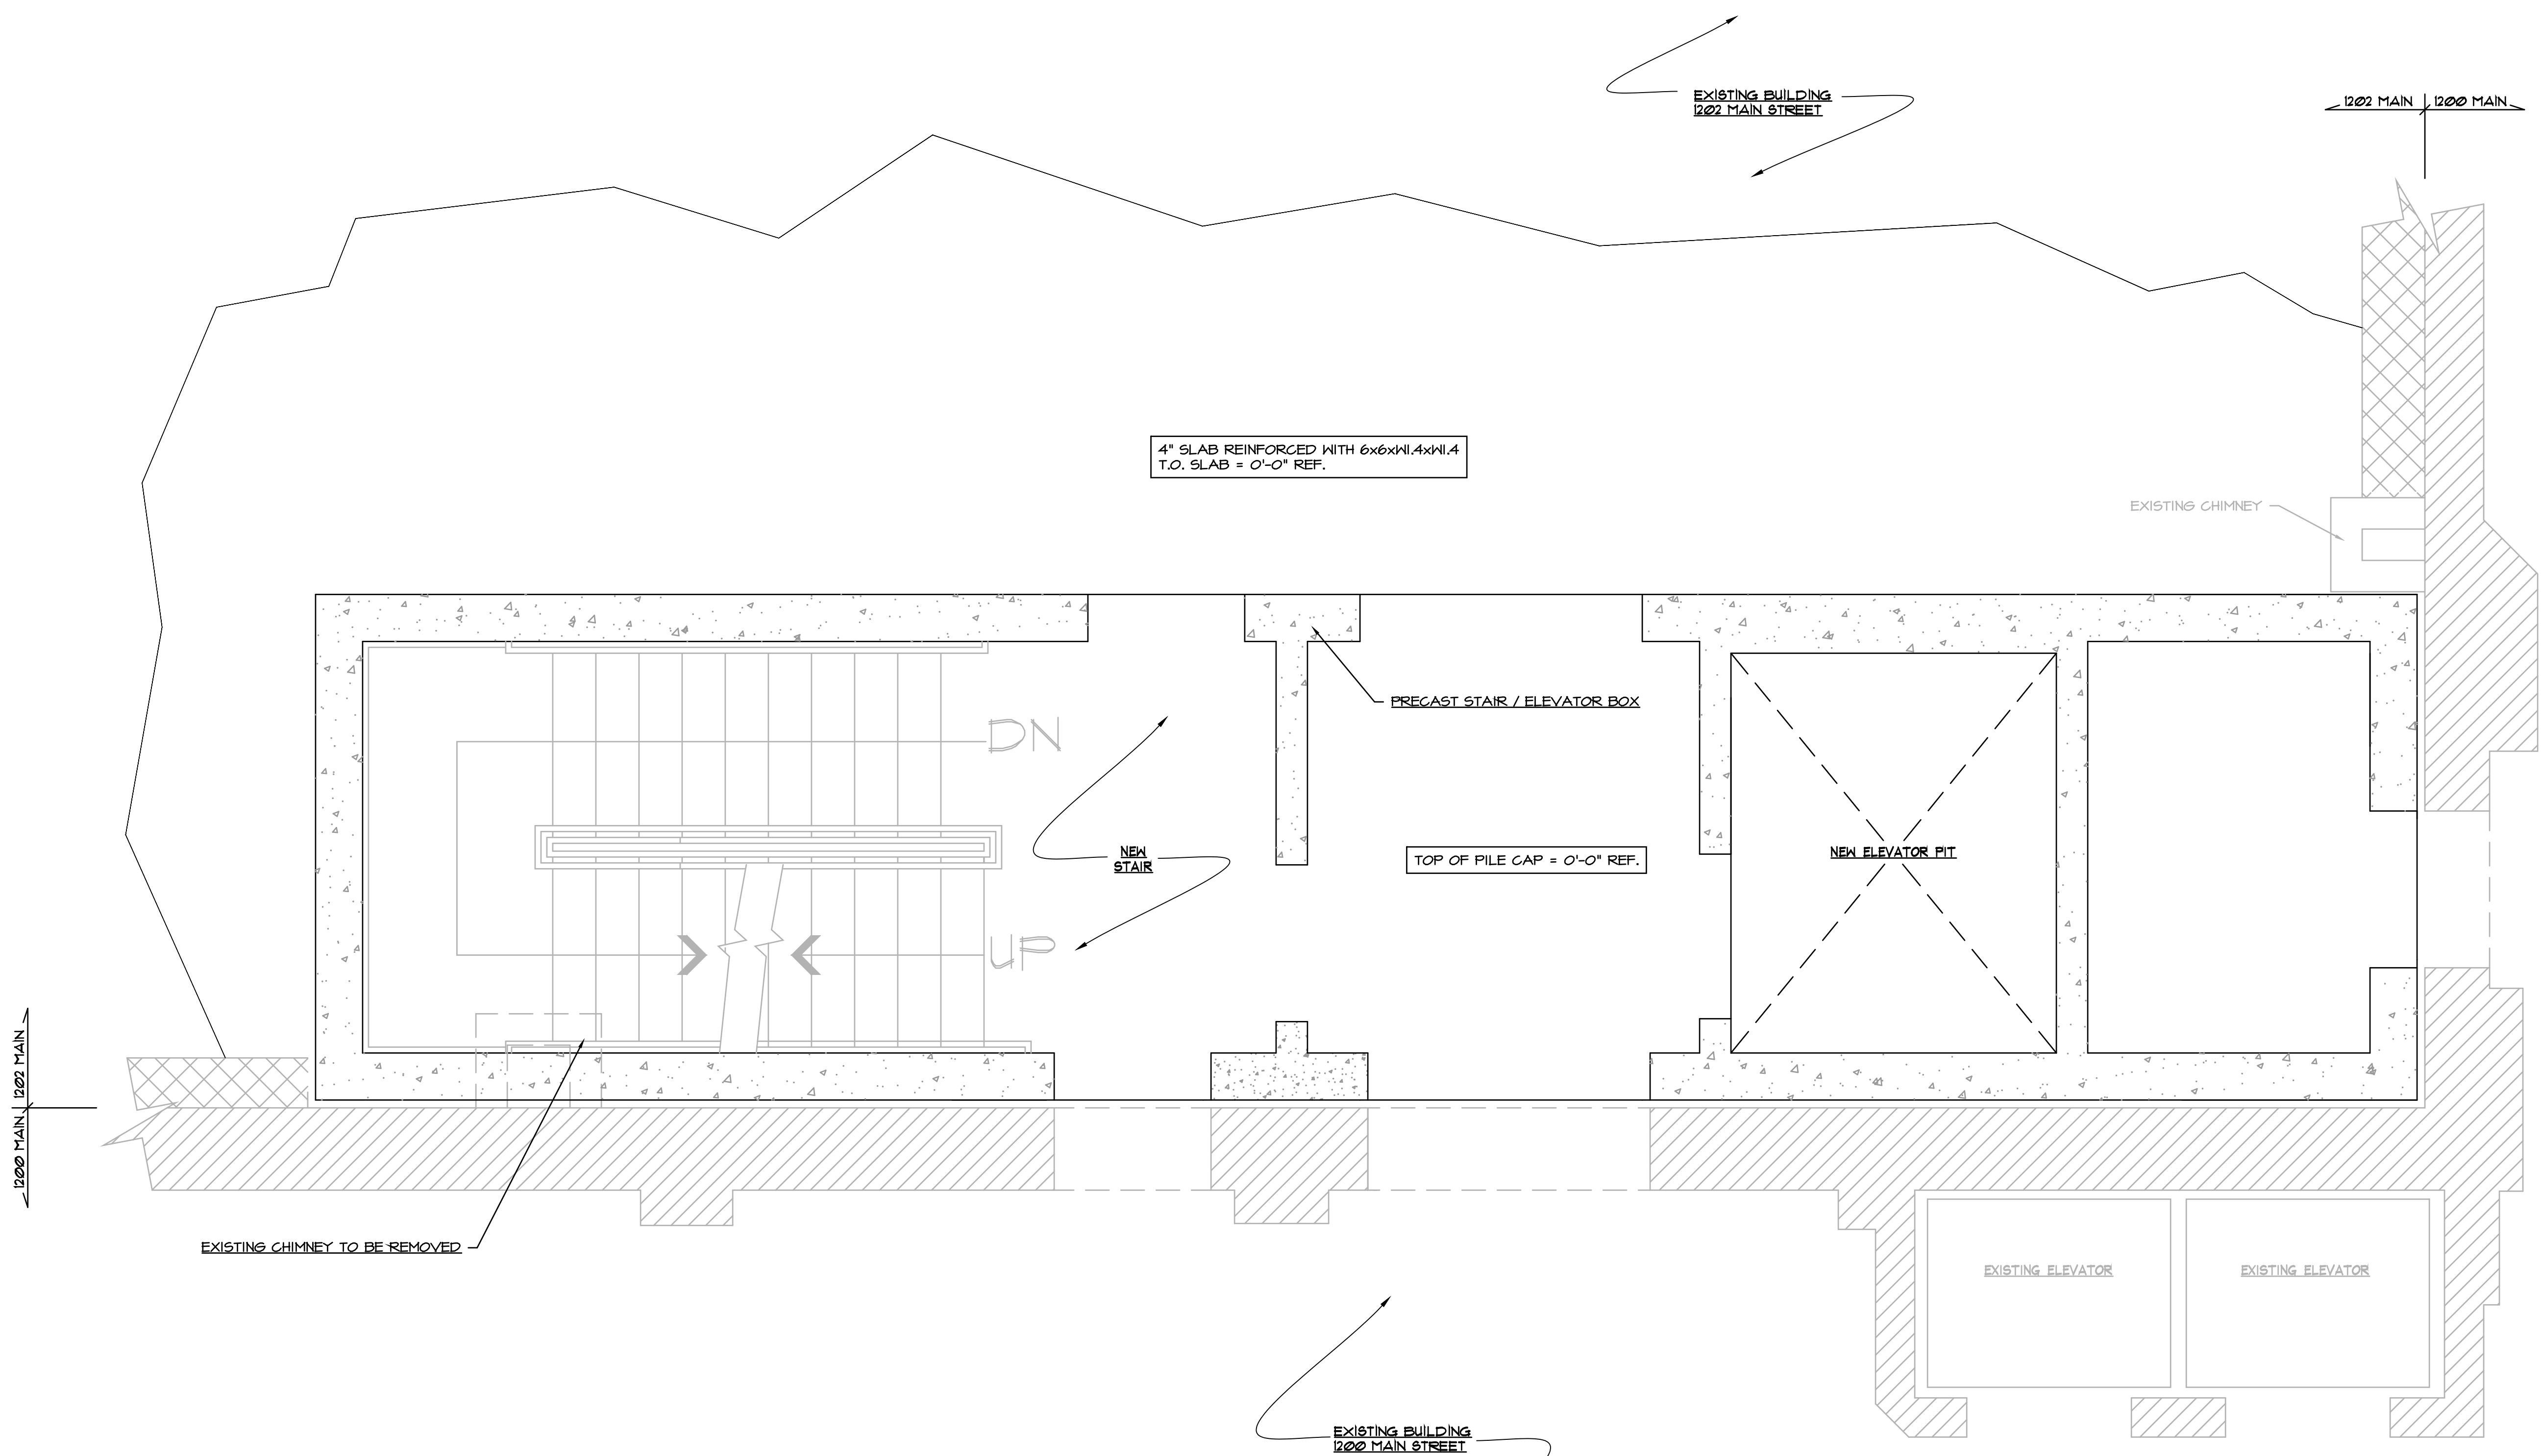 EXISTING BUILDING
1202 MAIN STREET
1202 MAIN
1200 MAIN
4" SLAB REINFORCED WITH 6x6xW1.4xW1.4
T.O. SLAB = 0'-0" REF.
EXISTING CHIMNEY
PRECAST STAIR / ELEVATOR BOX
DN
NEW
STAIR
TOP OF PILE CAP = 0'-0" REF.
NEW ELEVATOR PIT
UP
1202 MAIN
1200 MAIN
EXISTING CHIMNEY TO BE REMOVED
EXISTING ELEVATOR
EXISTING ELEVATOR
EXISTING BUILDING
1200 MAIN STREET